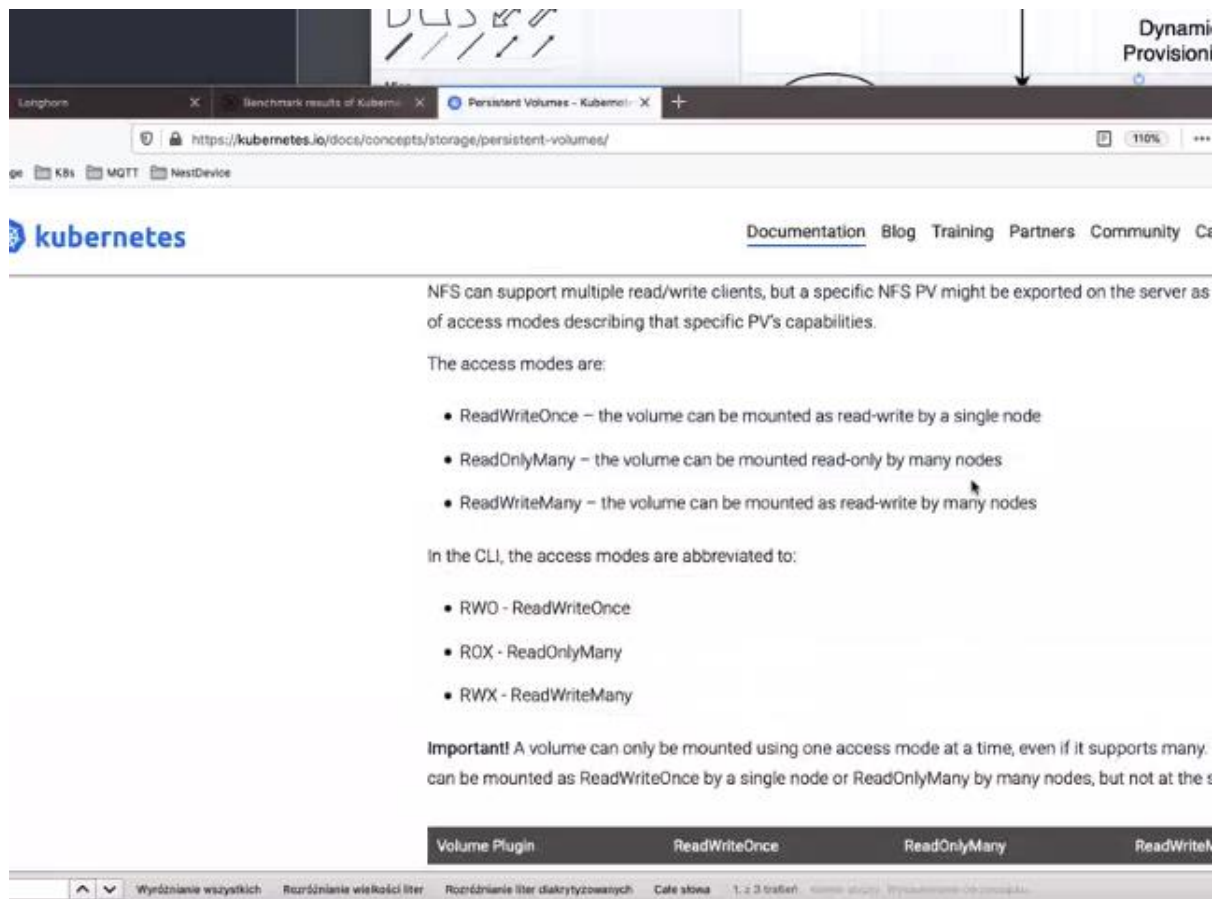 Dynami
Provisioni
Longhorn
Benchmark results of Kuberne
Persistent Volumes - Kubernete
https://kubernetes.io/docs/concepts/storage/persistent-volumes/
110%
ge K8s MQTT NestDevice
kubernetes
Documentation Blog Training Partners Community Ca
NFS can support multiple read/write clients, but a specific NFS PV might be exported on the server as
of access modes describing that specific PV's capabilities.
The access modes are:
• ReadWriteOnce – the volume can be mounted as read-write by a single node
• ReadOnlyMany – the volume can be mounted read-only by many nodes
• ReadWriteMany – the volume can be mounted as read-write by many nodes
In the CLI, the access modes are abbreviated to:
• RWO - ReadWriteOnce
• ROX - ReadOnlyMany
• RWX - ReadWriteMany
Important! A volume can only be mounted using one access mode at a time, even if it supports many.
can be mounted as ReadWriteOnce by a single node or ReadOnlyMany by many nodes, but not at the s
Volume Plugin ReadWriteOnce ReadOnlyMany ReadWriteM
Wyróżnianie wszystkich Rozróżnianie wielkości liter Rozróżnianie liter diakrytyzowanych Całe słowa 1. z 3 trafień